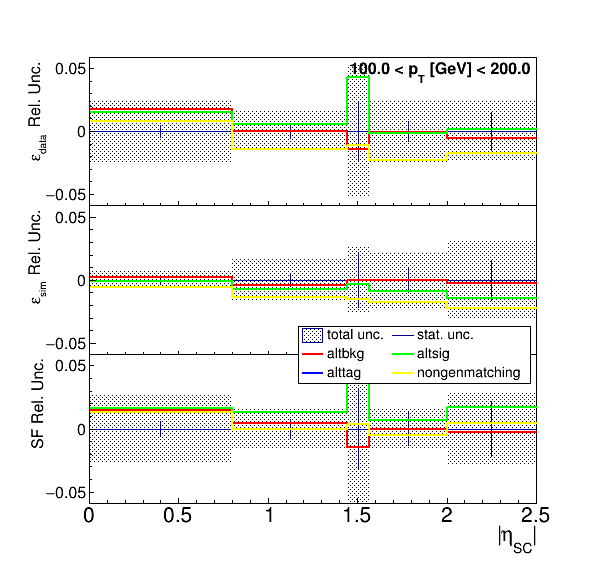 100.0 < p_T [GeV] < 200.0
ε_data Rel. Unc.
0.05
0
−0.05
ε_sim Rel. Unc.
0.05
0
−0.05
total unc. stat. unc.
altbkg altsig
alttag nongenmatching
SF Rel. Unc.
0.05
0
−0.05
0 0.5 1 1.5 2 2.5
|η_SC|